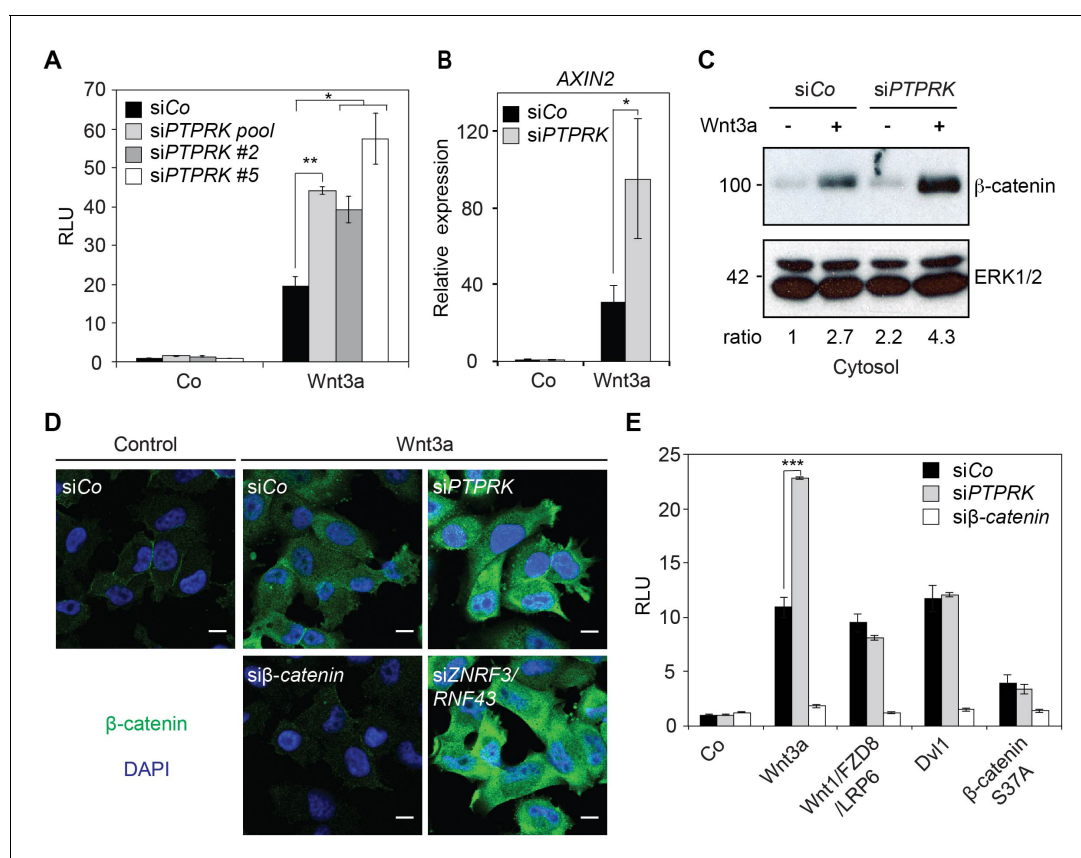 A
RLU
70
60
50
40
30
20
10
0
siCo
siPTPRK pool
siPTPRK #2
siPTPRK #5
*
**
Co
Wnt3a
B
AXIN2
Relative expression
120
80
40
0
siCo
siPTPRK
*
Co
Wnt3a
C
siCo
siPTPRK
Wnt3a - + - +
100 -
β-catenin
42 -
ERK1/2
ratio 1 2.7 2.2 4.3
Cytosol
D
Control
Wnt3a
siCo
siCo
siPTPRK
siβ-catenin
siZNRF3/
RNF43
β-catenin
DAPI
E
RLU
25
20
15
10
5
0
***
siCo
siPTPRK
siβ-catenin
Co
Wnt3a
Wnt1/FZD8
/LRP6
Dvl1
β-catenin
S37A